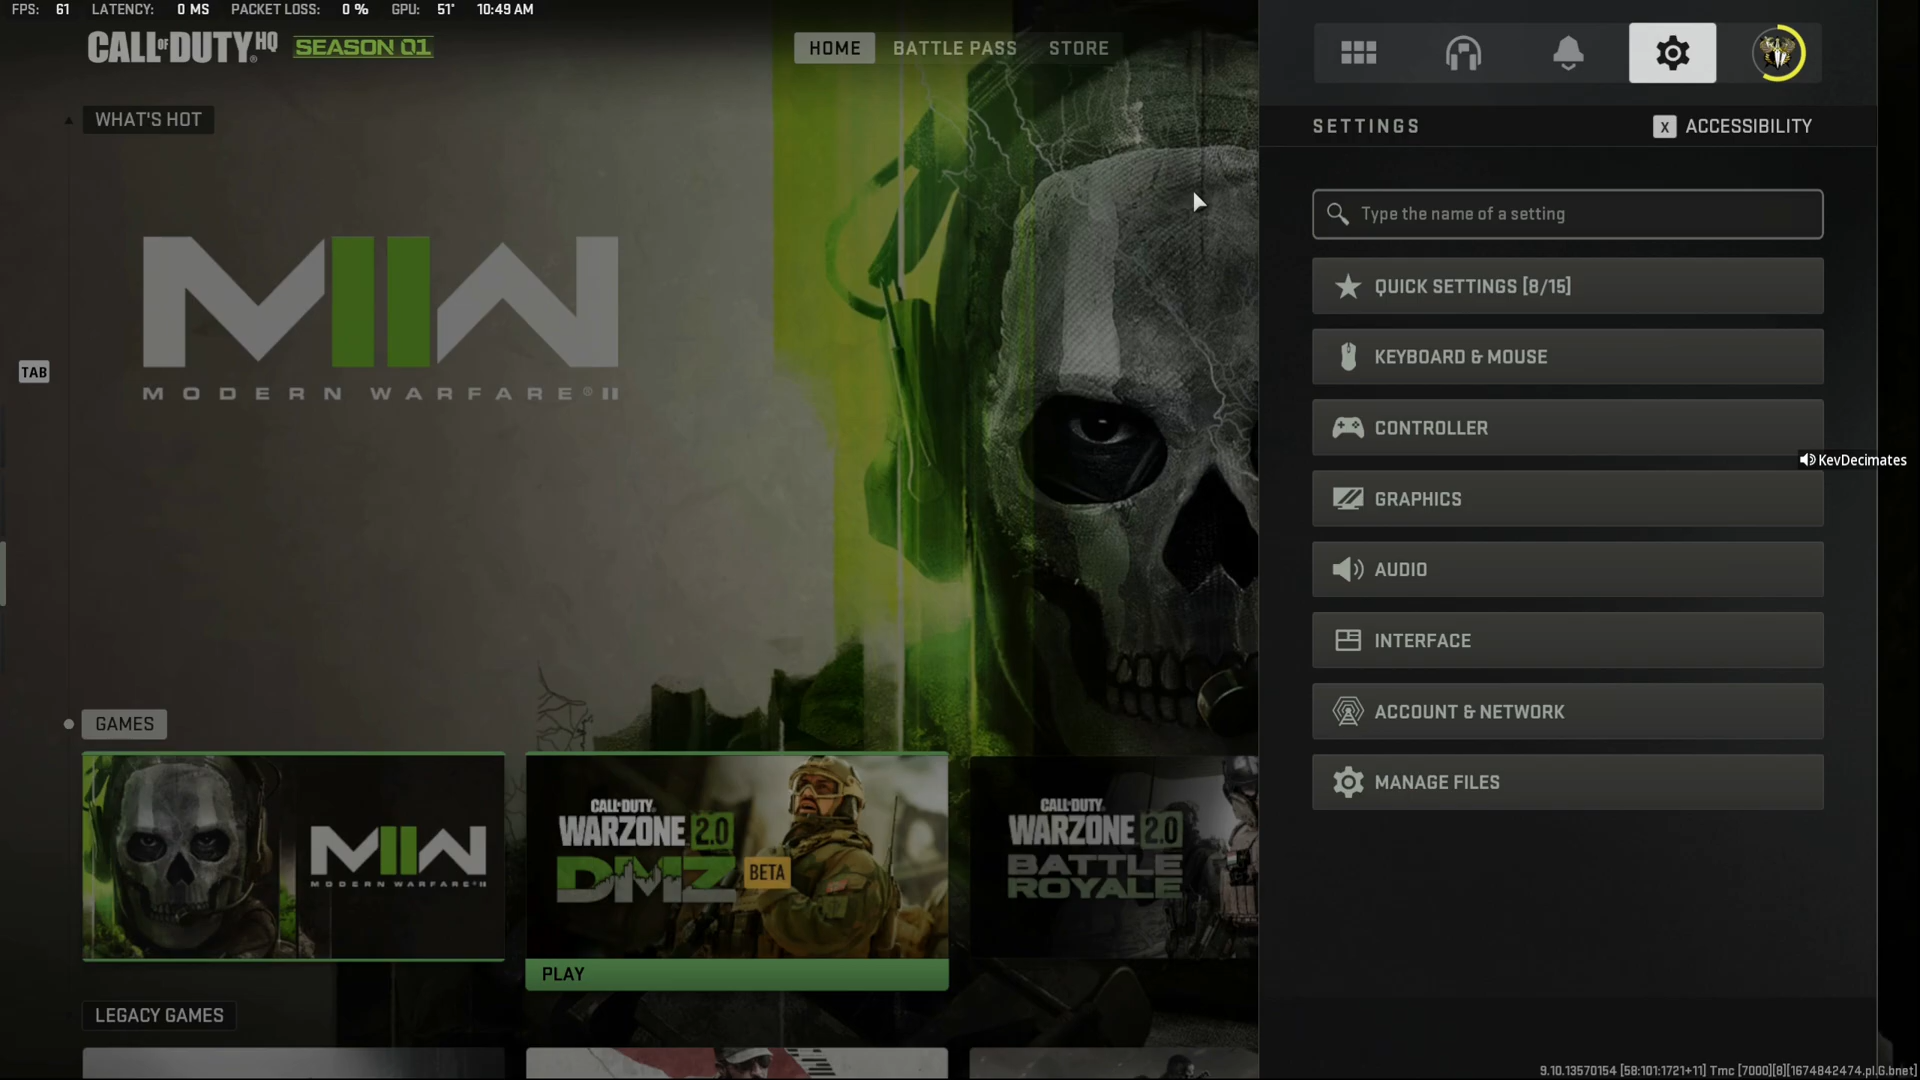 FPS: 61 LATENCY: 0 MS PACKET LOSS: 0 % GPU: 51° 10:49 AM
CALL OF DUTY HQ SEASON 01
HOME BATTLE PASS STORE
WHAT'S HOT
SETTINGS
X ACCESSIBILITY
Type the name of a setting
QUICK SETTINGS [8/15]
MWII
TAB
KEYBOARD & MOUSE
MODERN WARFARE® II
CONTROLLER
KevDecimates
GRAPHICS
AUDIO
INTERFACE
ACCOUNT & NETWORK
GAMES
MANAGE FILES
MWII
MODERN WARFARE II
CALL OF DUTY
WARZONE 2.0
DMZ BETA
PLAY
CALL OF DUTY
WARZONE 2.0
BATTLE
ROYALE
LEGACY GAMES
9.10.13570154 [58:101:1721+11] Tmc [7000][8][1674842474.pl.G.bnet]